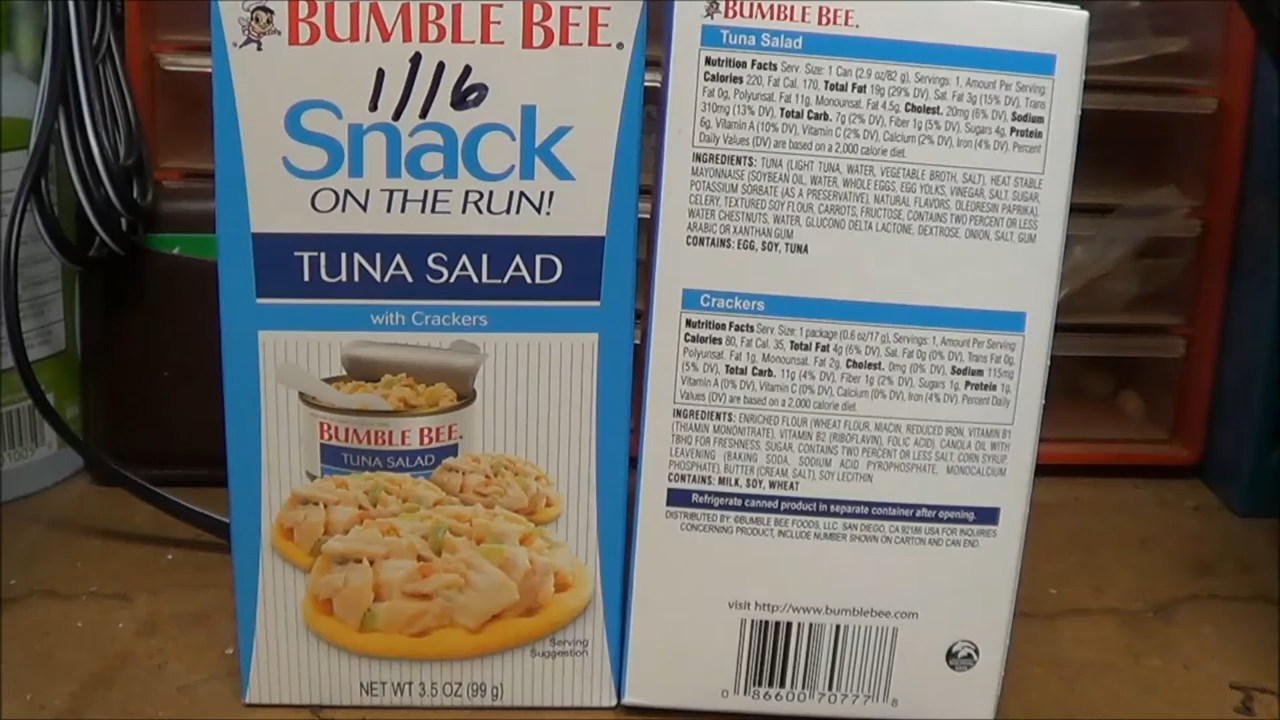 BUMBLE BEE.
1/16
Snack
ON THE RUN!
TUNA SALAD
with Crackers
BUMBLE BEE.
TUNA SALAD
Serving
Suggestion
NET WT 3.5 OZ (99 g)
BUMBLE BEE.
Tuna Salad
Nutrition Facts Serv. Size: 1 Can (2.9 oz/82 g), Servings: 1, Amount Per Serving:
Calories 220, Fat Cal. 170, Total Fat 19g (29% DV), Sat. Fat 3g (15% DV), Trans
Fat 0g, Polyunsat. Fat 11g, Monounsat. Fat 4.5g, Cholest. 20mg (6% DV), Sodium
310mg (13% DV), Total Carb. 7g (2% DV), Fiber 1g (5% DV), Sugars 4g, Protein
6g, Vitamin A (10% DV), Vitamin C (2% DV), Calcium (2% DV), Iron (4% DV), Percent
Daily Values (DV) are based on a 2,000 calorie diet.
INGREDIENTS: TUNA (LIGHT TUNA, WATER, VEGETABLE BROTH, SALT), HEAT STABLE
MAYONNAISE (SOYBEAN OIL, WATER, WHOLE EGGS, EGG YOLKS, VINEGAR, SALT, SUGAR,
POTASSIUM SORBATE (AS A PRESERVATIVE), NATURAL FLAVORS, OLEORESIN PAPRIKA),
CELERY, TEXTURED SOY FLOUR, CARROTS, FRUCTOSE, CONTAINS TWO PERCENT OR LESS
WATER CHESTNUTS, WATER, GLUCONO DELTA LACTONE, DEXTROSE, ONION, SALT, GUM
ARABIC OR XANTHAN GUM
CONTAINS: EGG, SOY, TUNA
Crackers
Nutrition Facts Serv. Size: 1 package (0.6 oz/17 g), Servings: 1, Amount Per Serving
Calories 80, Fat Cal. 35, Total Fat 4g (6% DV), Sat. Fat 0g (0% DV), Trans Fat 0g,
Polyunsat. Fat 1g, Monounsat. Fat 2g, Cholest. 0mg (0% DV), Sodium 115mg
(5% DV), Total Carb. 11g (4% DV), Fiber 1g (2% DV), Sugars 1g, Protein 1g,
Vitamin A (0% DV), Vitamin C (0% DV), Calcium (0% DV), Iron (4% DV), Percent Daily
Values (DV) are based on a 2,000 calorie diet.
INGREDIENTS: ENRICHED FLOUR (WHEAT FLOUR, NIACIN, REDUCED IRON, VITAMIN B1
(THIAMIN MONONITRATE), VITAMIN B2 (RIBOFLAVIN), FOLIC ACID), CANOLA OIL WITH
TBHQ FOR FRESHNESS, SUGAR, CONTAINS TWO PERCENT OR LESS SALT, CORN SYRUP
LEAVENING (BAKING SODA, SODIUM ACID PYROPHOSPHATE, MONOCALCIUM
PHOSPHATE), BUTTER (CREAM, SALT), SOY LECITHIN
CONTAINS: MILK, SOY, WHEAT
Refrigerate canned product in separate container after opening.
DISTRIBUTED BY: ©BUMBLE BEE FOODS, LLC. SAN DIEGO, CA 92186 USA FOR INQUIRIES
CONCERNING PRODUCT, INCLUDE NUMBER SHOWN ON CARTON AND CAN END.
visit http://www.bumblebee.com
0 86600 70777 8